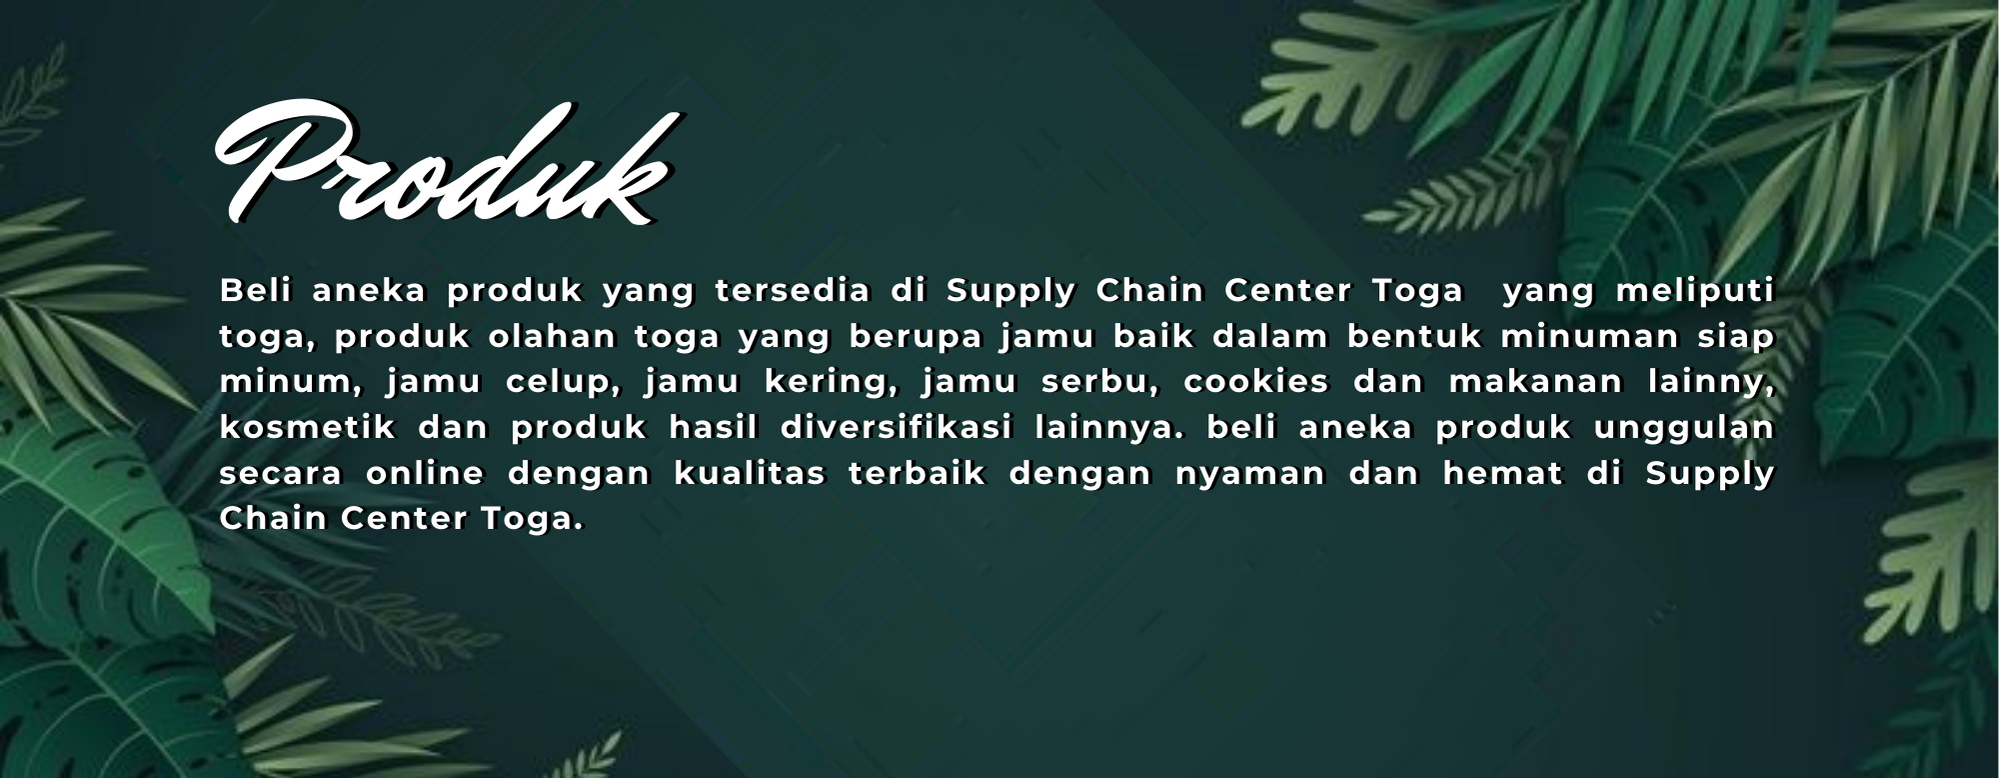 Produk
Beli aneka produk yang tersedia di Supply Chain Center Toga  yang meliputi
toga, produk olahan toga yang berupa jamu baik dalam bentuk minuman siap
minum, jamu celup, jamu kering, jamu serbu, cookies dan makanan lainny,
kosmetik dan produk hasil diversifikasi lainnya. beli aneka produk unggulan
secara online dengan kualitas terbaik dengan nyaman dan hemat di Supply
Chain Center Toga.